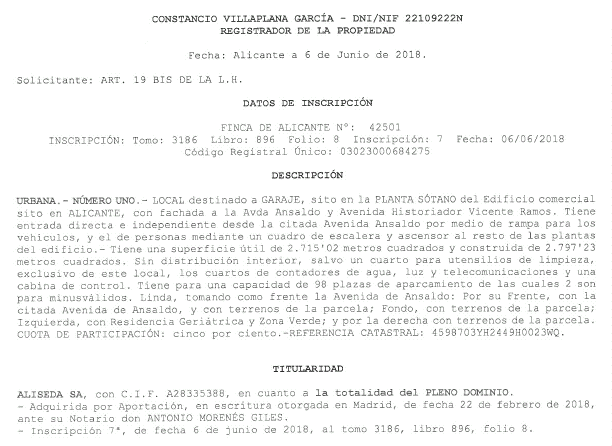 CONSTANCIO VILLAPLANA GARCÍA - DNI/NIF 22109222N
REGISTRADOR DE LA PROPIEDAD
Fecha: Alicante a 6 de Junio de 2018.
Solicitante: ART. 19 BIS DE LA L.H.
DATOS DE INSCRIPCIÓN
FINCA DE ALICANTE Nº: 42501
INSCRIPCIÓN: Tomo: 3186 Libro: 896 Folio: 8 Inscripción: 7 Fecha: 06/06/2018
Código Registral Único: 03023000684275
DESCRIPCIÓN
URBANA.- NÚMERO UNO.- LOCAL destinado a GARAJE, sito en la PLANTA SÓTANO del Edificio comercial
sito en ALICANTE, con fachada a la Avda Ansaldo y Avenida Historiador Vicente Ramos. Tiene
entrada directa e independiente desde la citada Avenida Ansaldo por medio de rampa para los
vehículos, y el de personas mediante un cuadro de escalera y ascensor al resto de las plantas
del edificio.- Tiene una superficie útil de 2.715'02 metros cuadrados y construida de 2.797'23
metros cuadrados. Sin distribución interior, salvo un cuarto para utensilios de limpieza,
exclusivo de este local, los cuartos de contadores de agua, luz y telecomunicaciones y una
cabina de control. Tiene para una capacidad de 98 plazas de aparcamiento de las cuales 2 son
para minusválidos. Linda, tomando como frente la Avenida de Ansaldo: Por su Frente, con la
citada Avenida de Ansaldo, y con terrenos de la parcela; Fondo, con terrenos de la parcela;
Izquierda, con Residencia Geriátrica y Zona Verde; y por la derecha con terrenos de la parcela.
CUOTA DE PARTICIPACIÓN: cinco por ciento.-REFERENCIA CATASTRAL: 4598703YH2449H0023WQ.
TITULARIDAD
ALISEDA SA, con C.I.F. A28335388, en cuanto a la totalidad del PLENO DOMINIO.
- Adquirida por Aportación, en escritura otorgada en Madrid, de fecha 22 de febrero de 2018,
ante su Notario don ANTONIO MORENÉS GILES.
- Inscripción 7ª, de fecha 6 de junio de 2018, al tomo 3186, libro 896, folio 8.